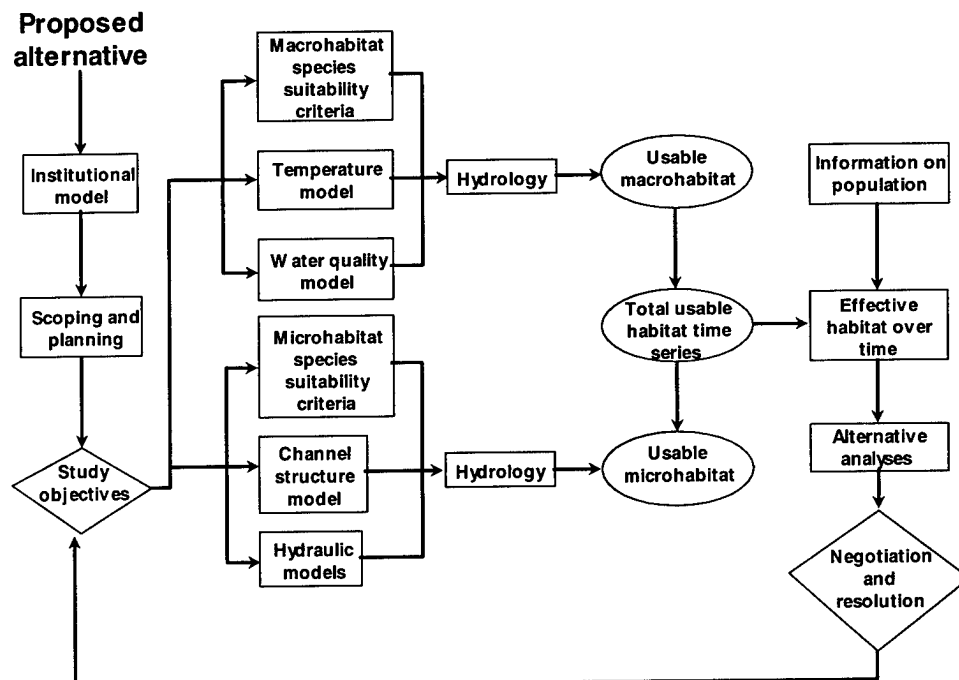 Proposed
alternative
Institutional
model
Scoping and
planning
Study
objectives
Macrohabitat
species
suitability
criteria
Temperature
model
Water quality
model
Microhabitat
species
suitability
criteria
Channel
structure
model
Hydraulic
models
Hydrology
Hydrology
Usable
macrohabitat
Total usable
habitat time
series
Usable
microhabitat
Information on
population
Effective
habitat over
time
Alternative
analyses
Negotiation
and
resolution